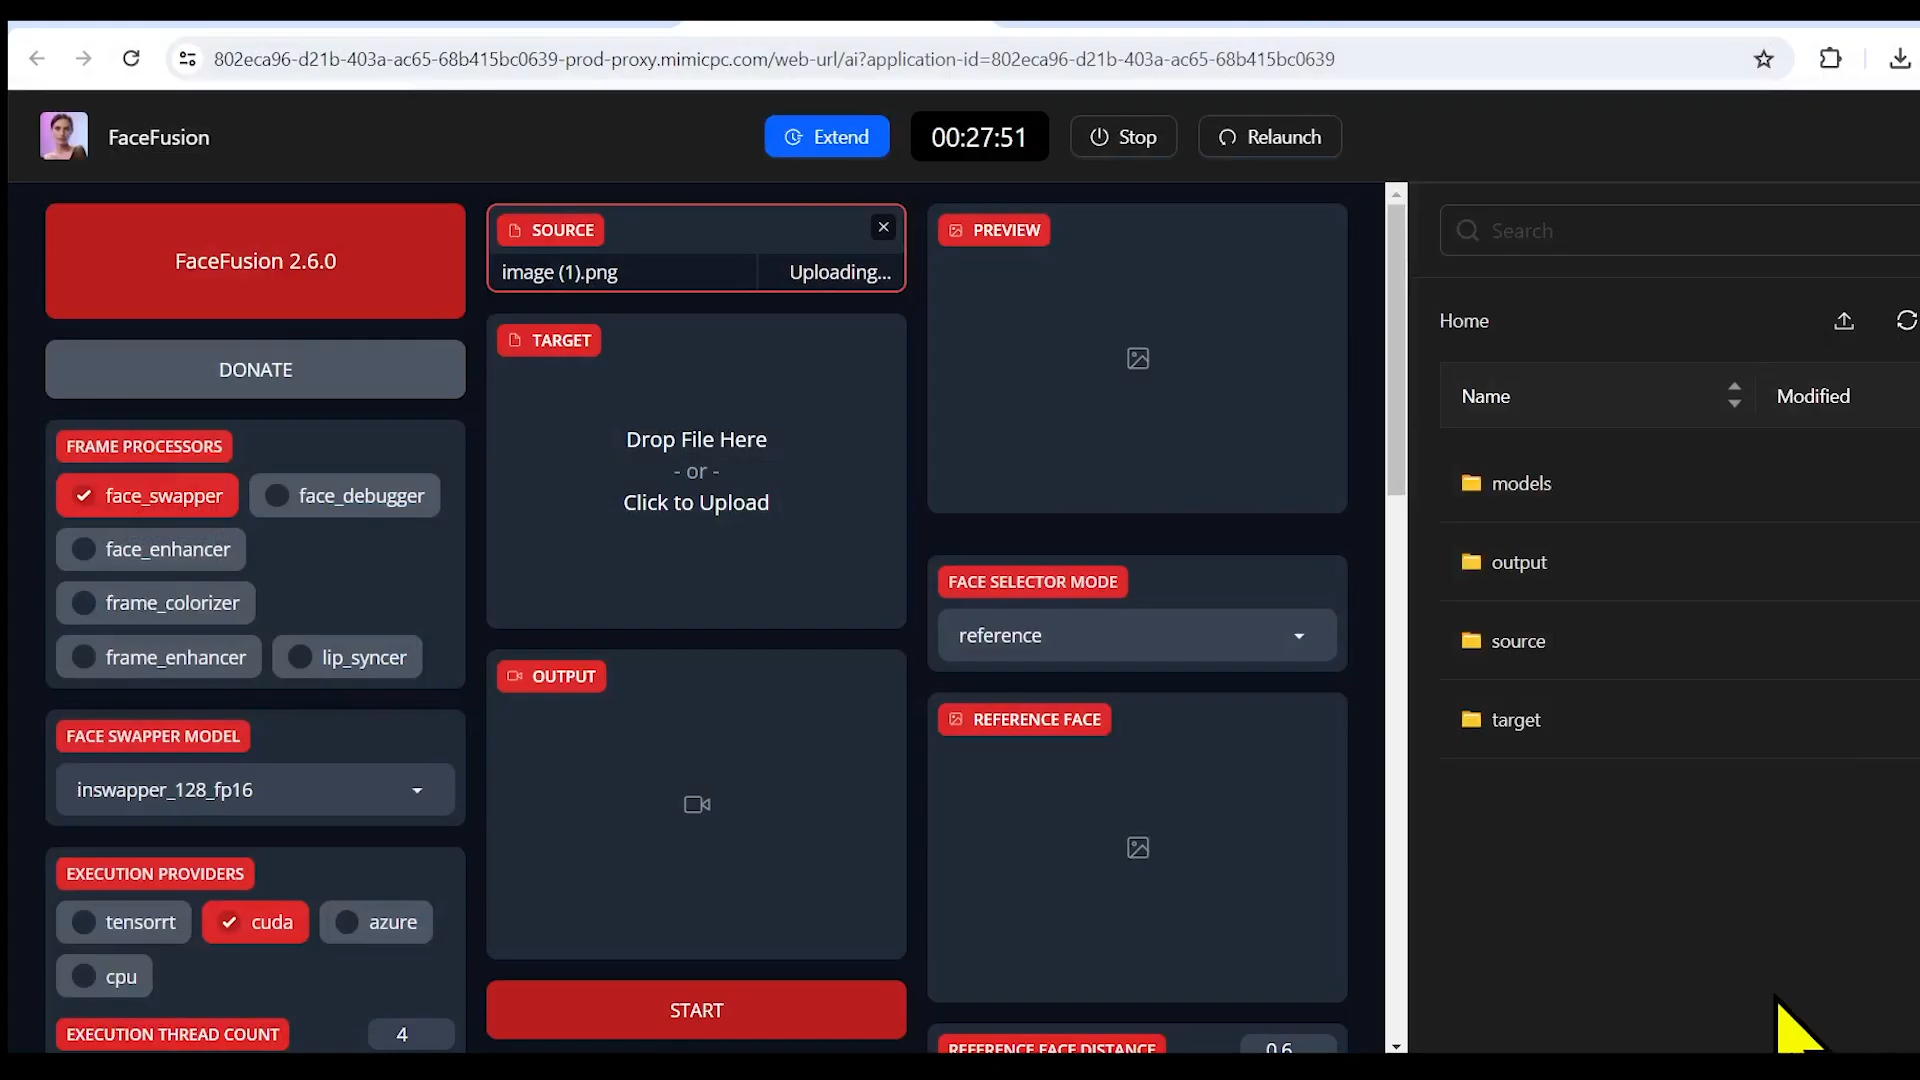 802eca96-d21b-403a-ac65-68b415bc0639-prod-proxy.mimicpc.com/web-url/ai?application-id=802eca96-d21b-403a-ac65-68b415bc0639
FaceFusion
Extend
00:27:51
Stop
Relaunch
FaceFusion 2.6.0
DONATE
FRAME PROCESSORS
face_swapper
face_debugger
face_enhancer
frame_colorizer
frame_enhancer
lip_syncer
FACE SWAPPER MODEL
inswapper_128_fp16
EXECUTION PROVIDERS
tensorrt
cuda
azure
cpu
EXECUTION THREAD COUNT
4
SOURCE
image (1).png
Uploading...
TARGET
Drop File Here
- or -
Click to Upload
OUTPUT
START
PREVIEW
FACE SELECTOR MODE
reference
REFERENCE FACE
REFERENCE FACE DISTANCE
0.6
Search
Home
Name
Modified
models
output
source
target